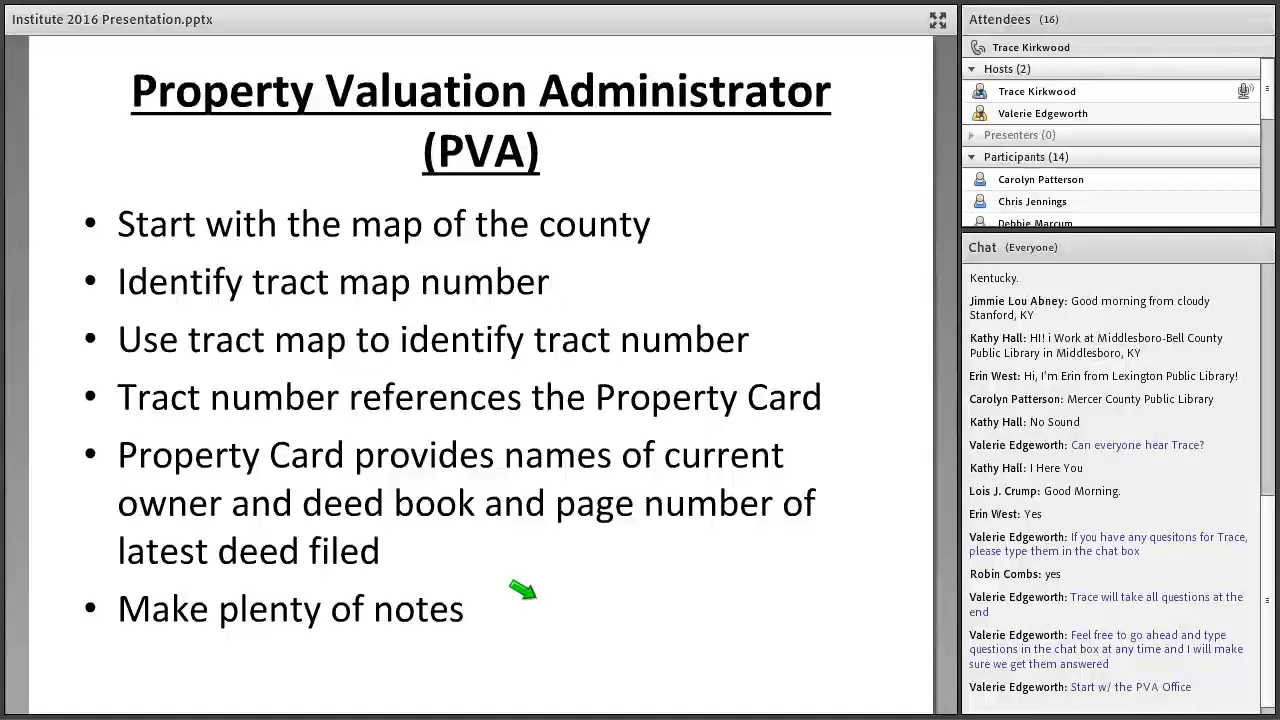 Institute 2016 Presentation.pptx
Property Valuation Administrator
(PVA)
• Start with the map of the county
• Identify tract map number
• Use tract map to identify tract number
• Tract number references the Property Card
• Property Card provides names of current
owner and deed book and page number of
latest deed filed
• Make plenty of notes
Attendees (16)
Trace Kirkwood
Hosts (2)
Trace Kirkwood
Valerie Edgeworth
Presenters (0)
Participants (14)
Carolyn Patterson
Chris Jennings
Debbie Marcum
Chat (Everyone)
Kentucky.
Jimmie Lou Abney: Good morning from cloudy
Stanford, KY
Kathy Hall: HI! i Work at Middlesboro-Bell County
Public Library in Middlesboro, KY
Erin West: Hi, I'm Erin from Lexington Public Library!
Carolyn Patterson: Mercer County Public Library
Kathy Hall: No Sound
Valerie Edgeworth: Can everyone hear Trace?
Kathy Hall: I Here You
Lois J. Crump: Good Morning.
Erin West: Yes
Valerie Edgeworth: If you have any quesitons for Trace,
please type them in the chat box
Robin Combs: yes
Valerie Edgeworth: Trace will take all questions at the
end
Valerie Edgeworth: Feel free to go ahead and type
questions in the chat box at any time and I will make
sure we get them answered
Valerie Edgeworth: Start w/ the PVA Office